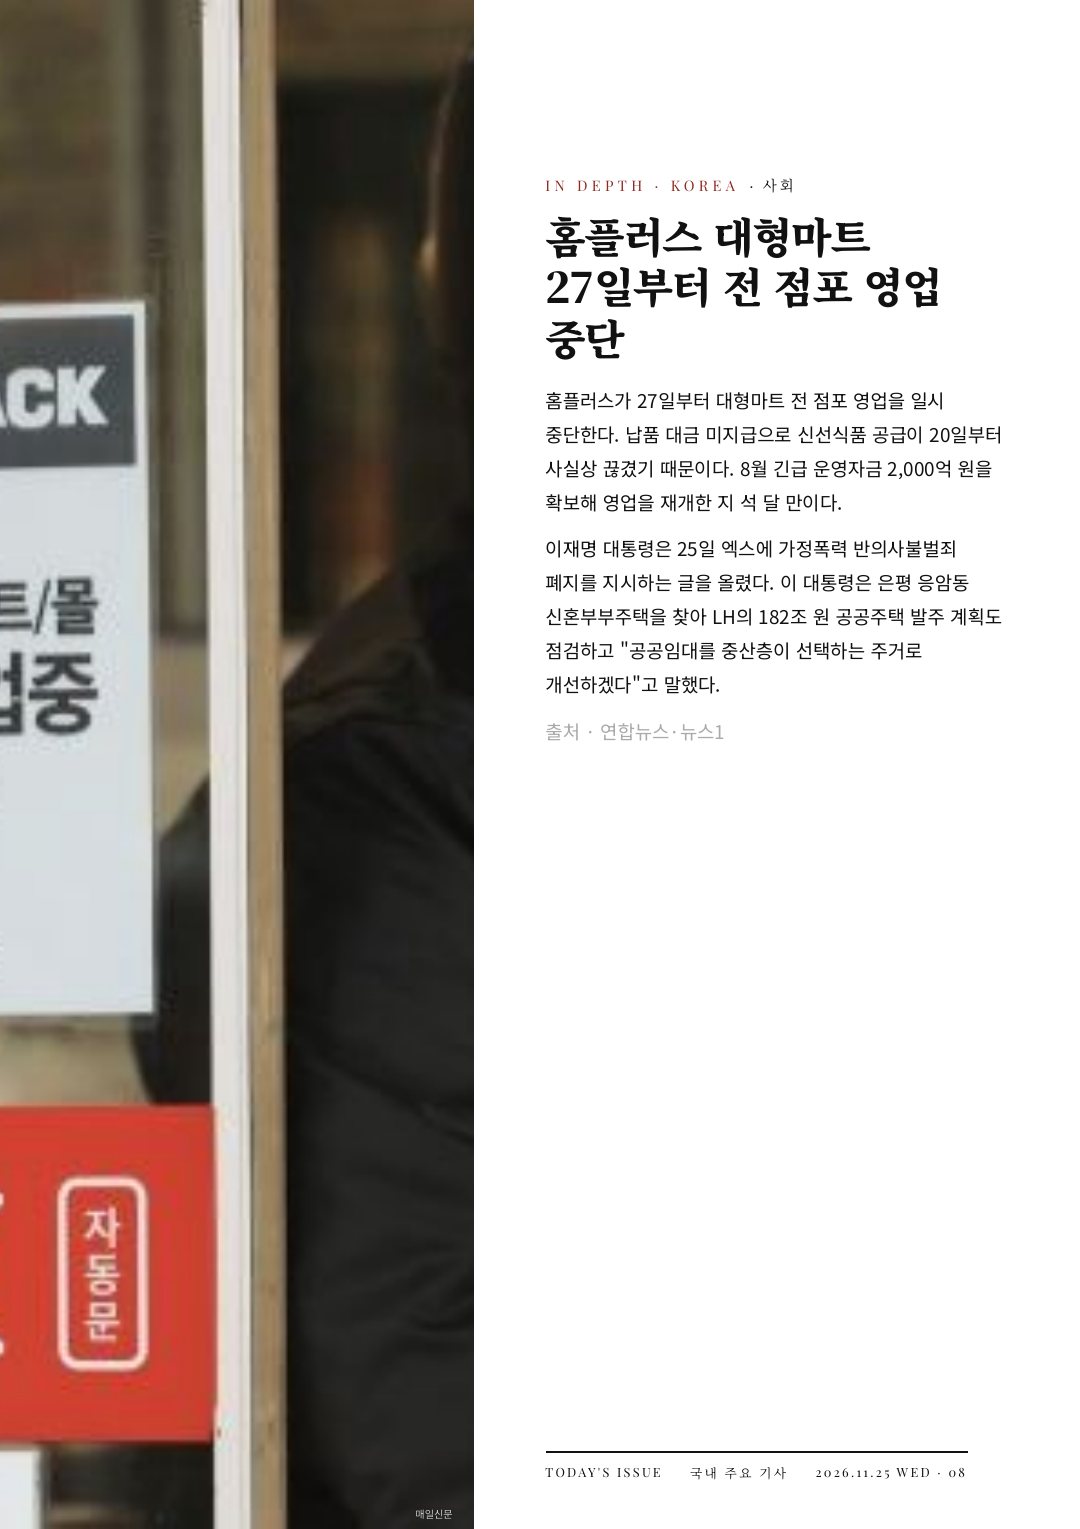 ACK
트/몰
업중
자
동
문
매일신문
IN DEPTH · KOREA · 사회
홈플러스 대형마트
27일부터 전 점포 영업
중단
홈플러스가 27일부터 대형마트 전 점포 영업을 일시
중단한다. 납품 대금 미지급으로 신선식품 공급이 20일부터
사실상 끊겼기 때문이다. 8월 긴급 운영자금 2,000억 원을
확보해 영업을 재개한 지 석 달 만이다.
이재명 대통령은 25일 엑스에 가정폭력 반의사불벌죄
폐지를 지시하는 글을 올렸다. 이 대통령은 은평 응암동
신혼부부주택을 찾아 LH의 182조 원 공공주택 발주 계획도
점검하고 "공공임대를 중산층이 선택하는 주거로
개선하겠다"고 말했다.
출처 · 연합뉴스·뉴스1
TODAY'S ISSUE 국내 주요 기사 2026.11.25 WED · 08